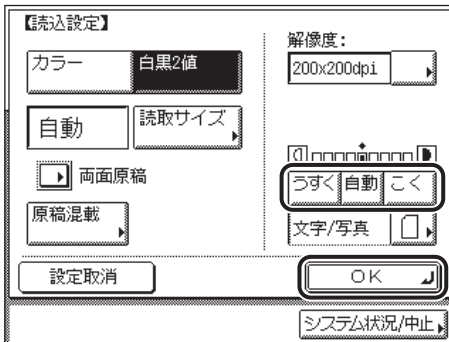 【読込設定】
解像度:
カラー 白黒2値
200x200dpi
自動 読取サイズ
両面原稿
うすく 自動 こく
原稿混載
文字/写真
設定取消
OK
システム状況/中止